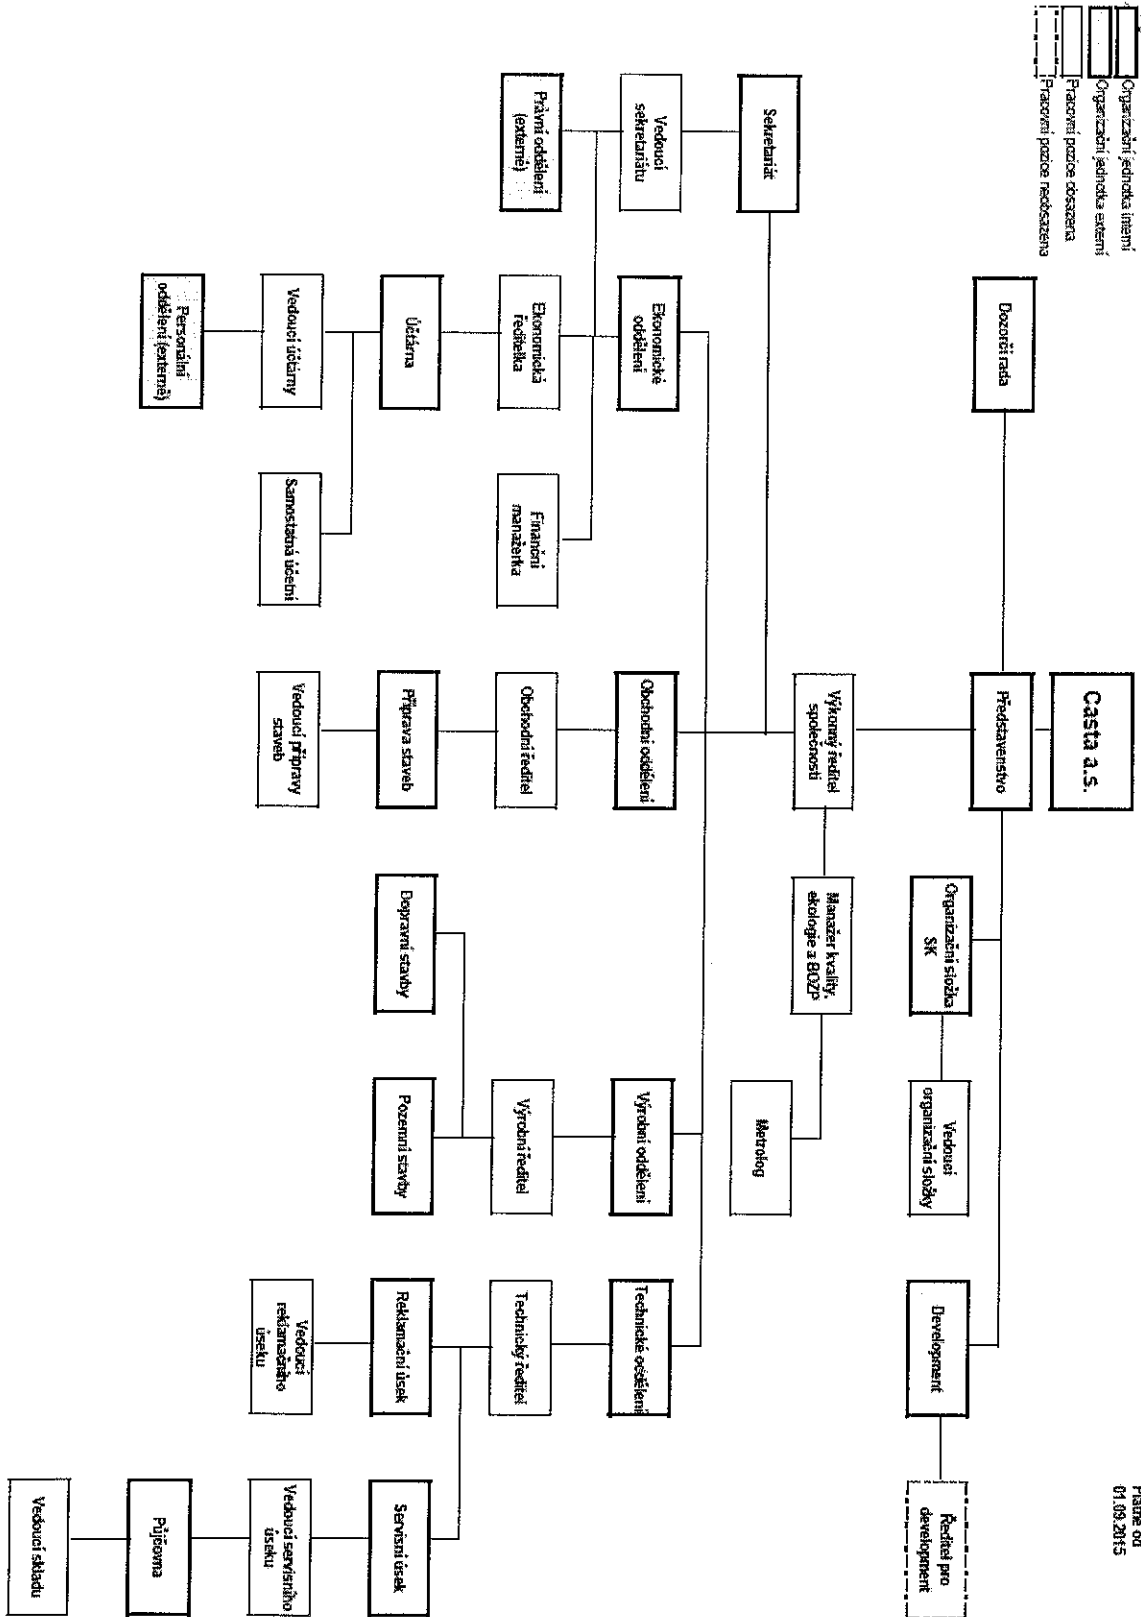 Organizační jednotka interní
Organizační jednotka externí
Pracovní pozice obsazena
Pracovní pozice neobsazena
Platné od
01.09.2015
Casta a.s.
Dozorčí rada
Představenstvo
Organizační složka
SK
Vedoucí
organizační složky
Development
Ředitel pro
development
Výkonný ředitel
společnosti
Manažer kvality,
ekologie a BOZP
Metrolog
Sekretariát
Vedoucí
sekretariátu
Právní oddělení
(externě)
Ekonomické
oddělení
Ekonomická
ředitelka
Finanční
manažerka
Účtárna
Vedoucí účtárny
Samostatná účetní
Personální
oddělení (externě)
Obchodní oddělení
Obchodní ředitel
Příprava staveb
Vedoucí přípravy
staveb
Výrobní oddělení
Výrobní ředitel
Dopravní stavby
Pozemní stavby
Technické oddělení
Technický ředitel
Reklamační úsek
Vedoucí
reklamačního
úseku
Servisní úsek
Vedoucí servisního
úseku
Půjčovna
Vedoucí skladu